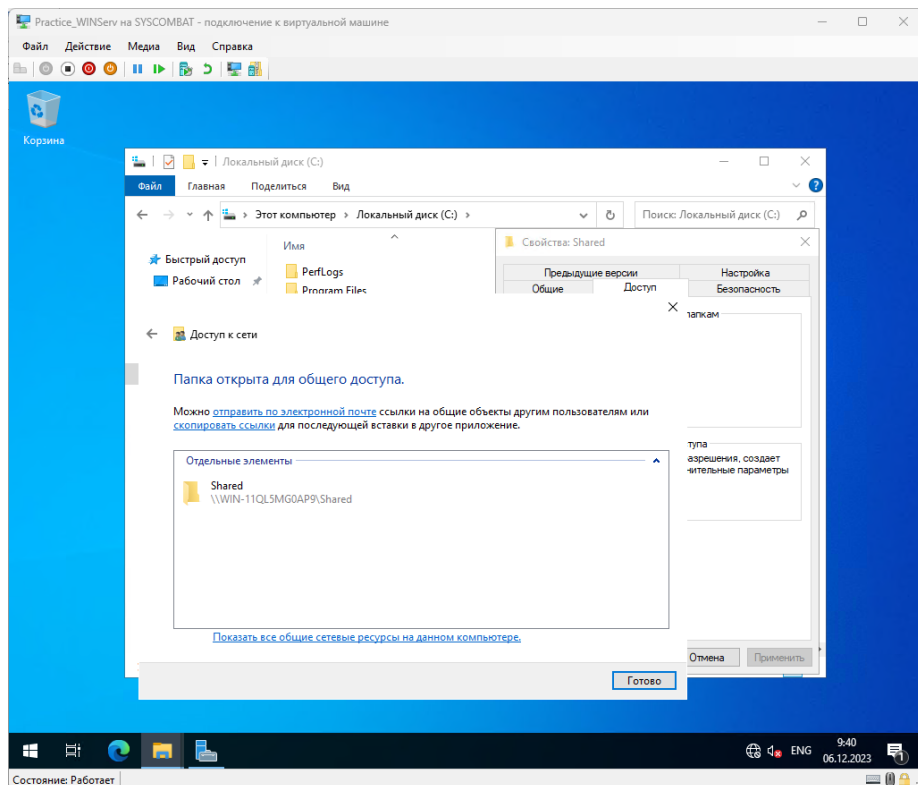 Practice_WINServ на SYSCOMBAT - подключение к виртуальной машине
Файл Действие Медиа Вид Справка
Корзина
Локальный диск (C:)
Файл Главная Поделиться Вид
Этот компьютер Локальный диск (C:) Поиск: Локальный диск (C:)
Имя
Свойства: Shared
Быстрый доступ
Рабочий стол
PerfLogs
Program Files
Предыдущие версии Настройка
Общие Доступ Безопасность
папкам
Доступ к сети
Папка открыта для общего доступа.
Можно отправить по электронной почте ссылки на общие объекты другим пользователям или
скопировать ссылки для последующей вставки в другое приложение.
тупа
азрешения, создает
нительные параметры
Отдельные элементы
Shared
\\WIN-11QL5MG0AP9\Shared
Показать все общие сетевые ресурсы на данном компьютере.
Отмена Применить
Готово
ENG 9:40
06.12.2023
1
Состояние: Работает